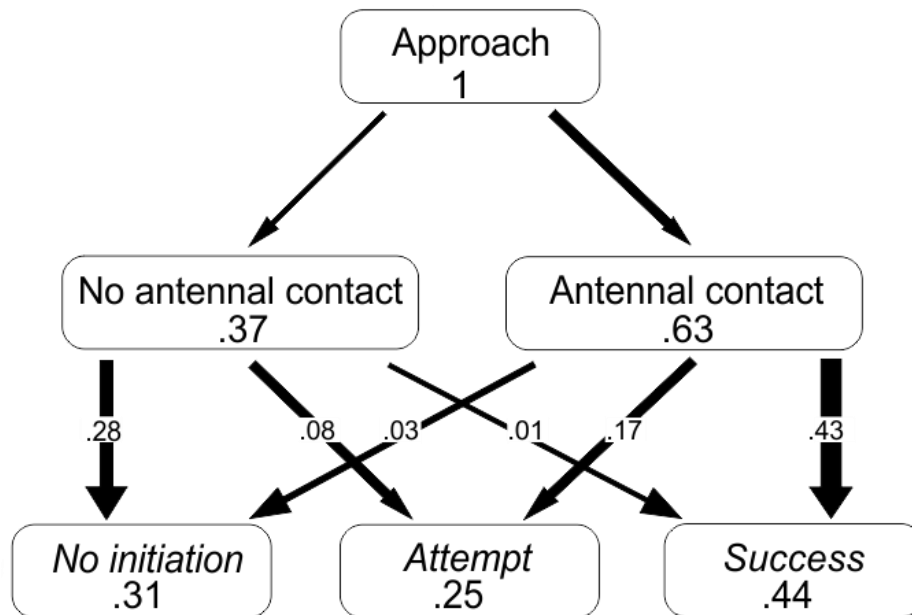 Approach
1
No antennal contact
.37
Antennal contact
.63
.28
.08
.03
.01
.17
.43
No initiation
.31
Attempt
.25
Success
.44